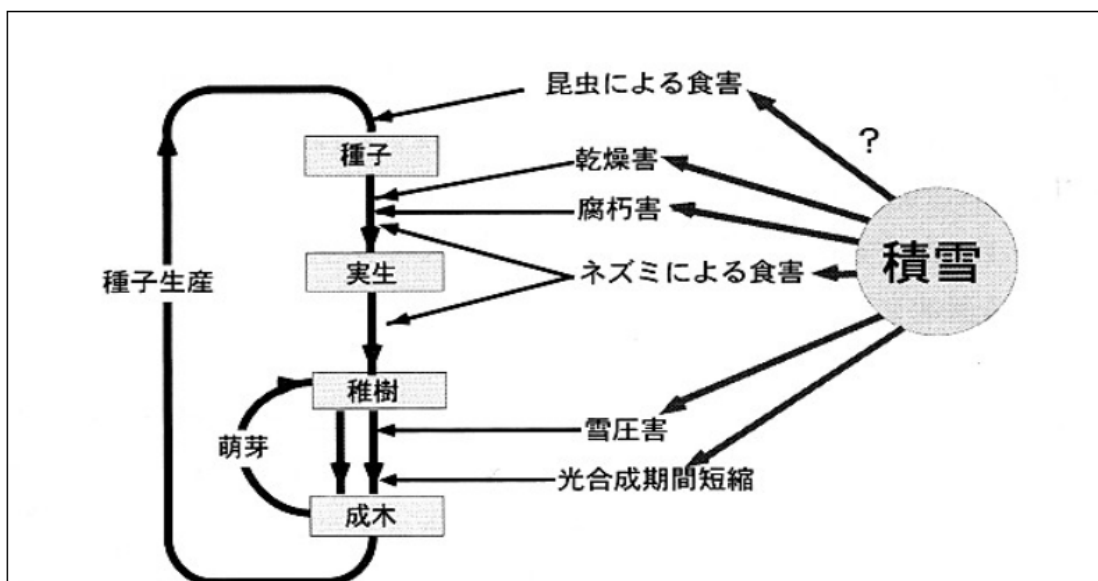 昆虫による食害
?
種子
乾燥害
腐朽害
積雪
種子生産
実生
ネズミによる食害
稚樹
萌芽
雪圧害
光合成期間短縮
成木